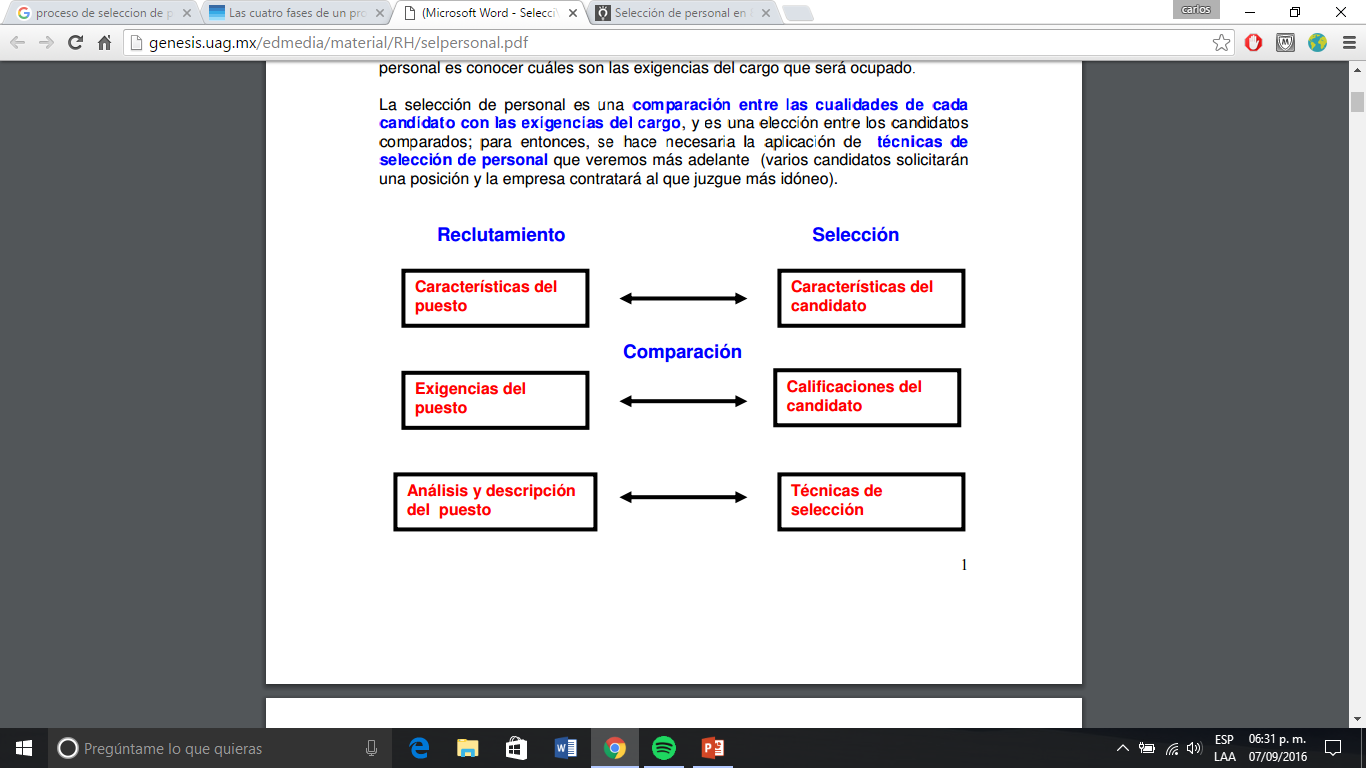 proceso de seleccion de p
Las cuatro fases de un pro
(Microsoft Word - Selecci
Selección de personal en
carlos
genesis.uag.mx/edmedia/material/RH/selpersonal.pdf
personal es conocer cuáles son las exigencias del cargo que será ocupado.
La selección de personal es una comparación entre las cualidades de cada
candidato con las exigencias del cargo, y es una elección entre los candidatos
comparados; para entonces, se hace necesaria la aplicación de técnicas de
selección de personal que veremos más adelante (varios candidatos solicitarán
una posición y la empresa contratará al que juzgue más idóneo).
Reclutamiento
Selección
Características del
puesto
Características del
candidato
Comparación
Exigencias del
puesto
Calificaciones del
candidato
Análisis y descripción
del puesto
Técnicas de
selección
1
Pregúntame lo que quieras
ESP
LAA
06:31 p. m.
07/09/2016